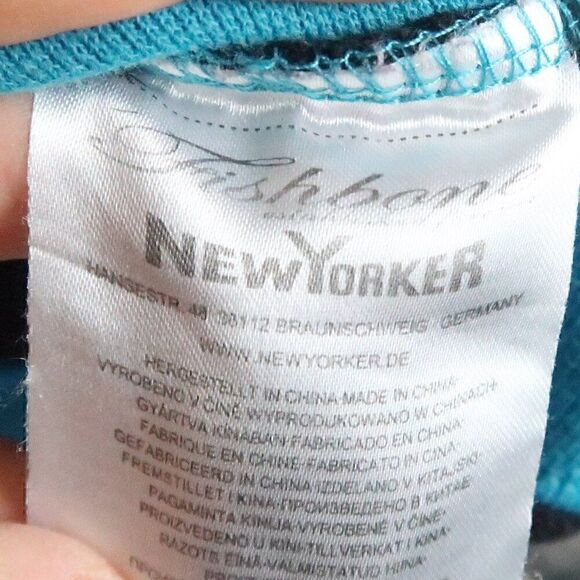 Fishbone
NEWYORKER
HANSESTR. 48 · 38112 BRAUNSCHWEIG / GERMANY
WWW.NEWYORKER.DE
HERGESTELLT IN CHINA·MADE IN CHINA·
VYROBENO V ČÍNĚ·WYPRODUKOWANO W CHINACH·
GYÁRTVA KÍNÁBAN·FABRICADO EN CHINA·
FABRIQUE EN CHINE·FABRICATO IN CINA·
GEFABRICEERD IN CHINA·IZDELANO V KITAJSKI·
FREMSTILLET I KINA·ПРОИЗВЕДЕНО В КИТАЕ
PAGAMINTA KINIJA·VYROBENÉ V ČÍNE·
PROIZVEDENO U KINI·TILLVERKAT I KINA·
RAZOTS ĶĪNĀ·VALMISTATUD HIINA·